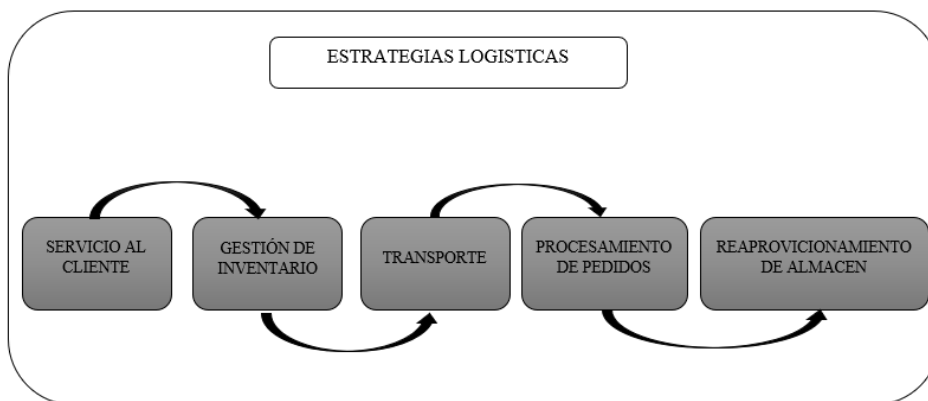 ESTRATEGIAS LOGISTICAS
SERVICIO AL
CLIENTE
GESTIÓN DE
INVENTARIO
TRANSPORTE
PROCESAMIENTO
DE PEDIDOS
REAPROVICIONAMIENTO
DE ALMACEN